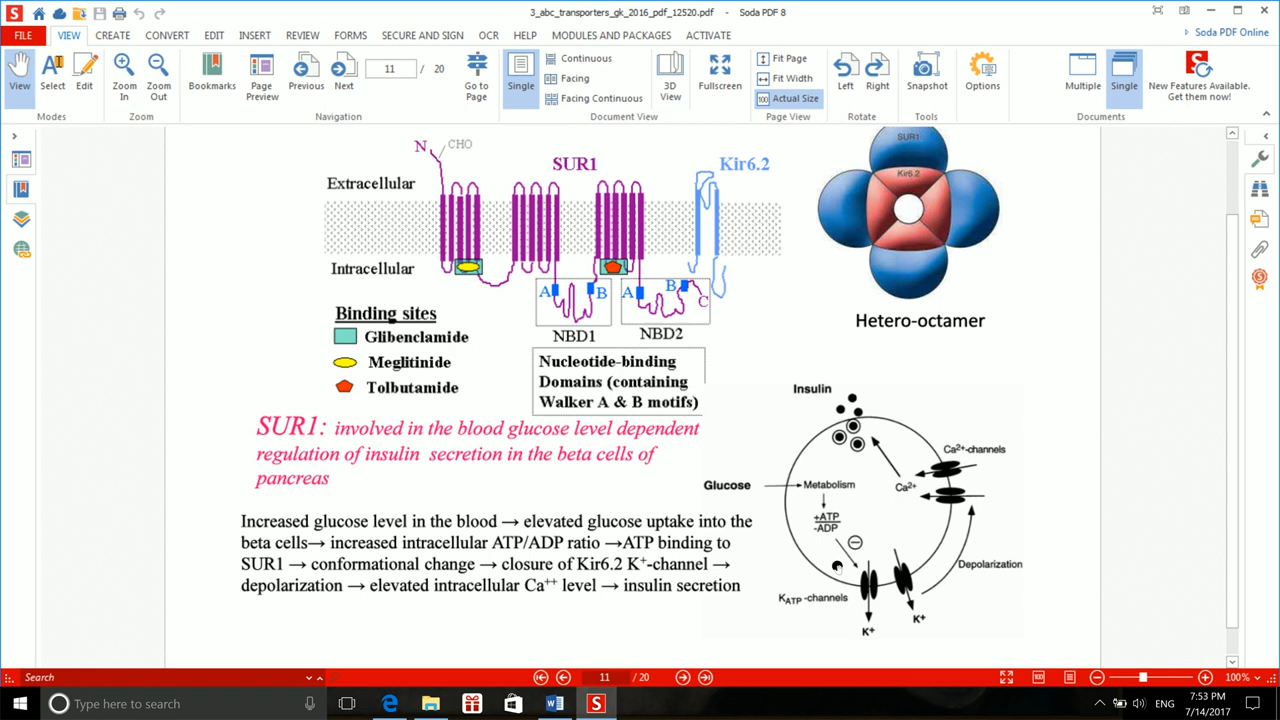 3_abc_transporters_gk_2016_pdf_12520.pdf - Soda PDF 8
FILE VIEW CREATE CONVERT EDIT INSERT REVIEW FORMS SECURE AND SIGN OCR HELP MODULES AND PACKAGES ACTIVATE
Soda PDF Online
View Select Edit
Modes
Zoom In Zoom Out
Zoom
Bookmarks Page Preview Previous Next
11 / 20
Go to Page
Navigation
Single
Continuous
Facing
Facing Continuous
3D View
Fullscreen
Document View
Fit Page
Fit Width
100 Actual Size
Page View
Left Right
Rotate
Snapshot
Tools
Options
Multiple Single
New Features Available. Get them now!
Documents
N CHO
SUR1
Kir6.2
Extracellular
Intracellular
A B A B C
NBD1 NBD2
Binding sites
Glibenclamide
Meglitinide
Tolbutamide
Nucleotide-binding
Domains (containing
Walker A & B motifs)
SUR1
Kir6.2
Hetero-octamer
SUR1: involved in the blood glucose level dependent
regulation of insulin secretion in the beta cells of
pancreas
Increased glucose level in the blood → elevated glucose uptake into the
beta cells→ increased intracellular ATP/ADP ratio →ATP binding to
SUR1 → conformational change → closure of Kir6.2 K+-channel →
depolarization → elevated intracellular Ca++ level → insulin secretion
Insulin
Ca2+-channels
Glucose
Metabolism
Ca2+
+ATP
-ADP
Depolarization
KATP -channels
K+
K+
Search
11 / 20
100 100%
Type here to search
ENG
7:53 PM
7/14/2017